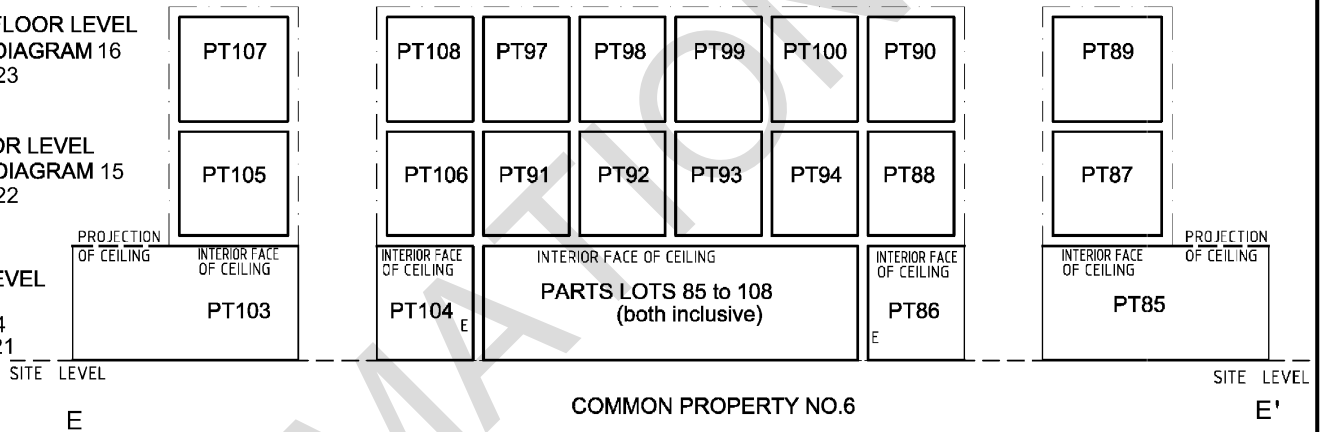 FLOOR LEVEL
DIAGRAM 16
23
PT107 PT108 PT97 PT98 PT99 PT100 PT90 PT89
OR LEVEL
DIAGRAM 15
22
PT105 PT106 PT91 PT92 PT93 PT94 PT88 PT87
PROJECTION
OF CEILING
INTERIOR FACE
OF CEILING
INTERIOR FACE
OF CEILING
INTERIOR FACE OF CEILING
INTERIOR FACE
OF CEILING
INTERIOR FACE
OF CEILING
PROJECTION
OF CEILING
EVEL
4
21
PT103
PT104 E
PARTS LOTS 85 to 108
(both inclusive)
PT86
E
PT85
SITE LEVEL
SITE LEVEL
E
COMMON PROPERTY NO.6
E'
MATION